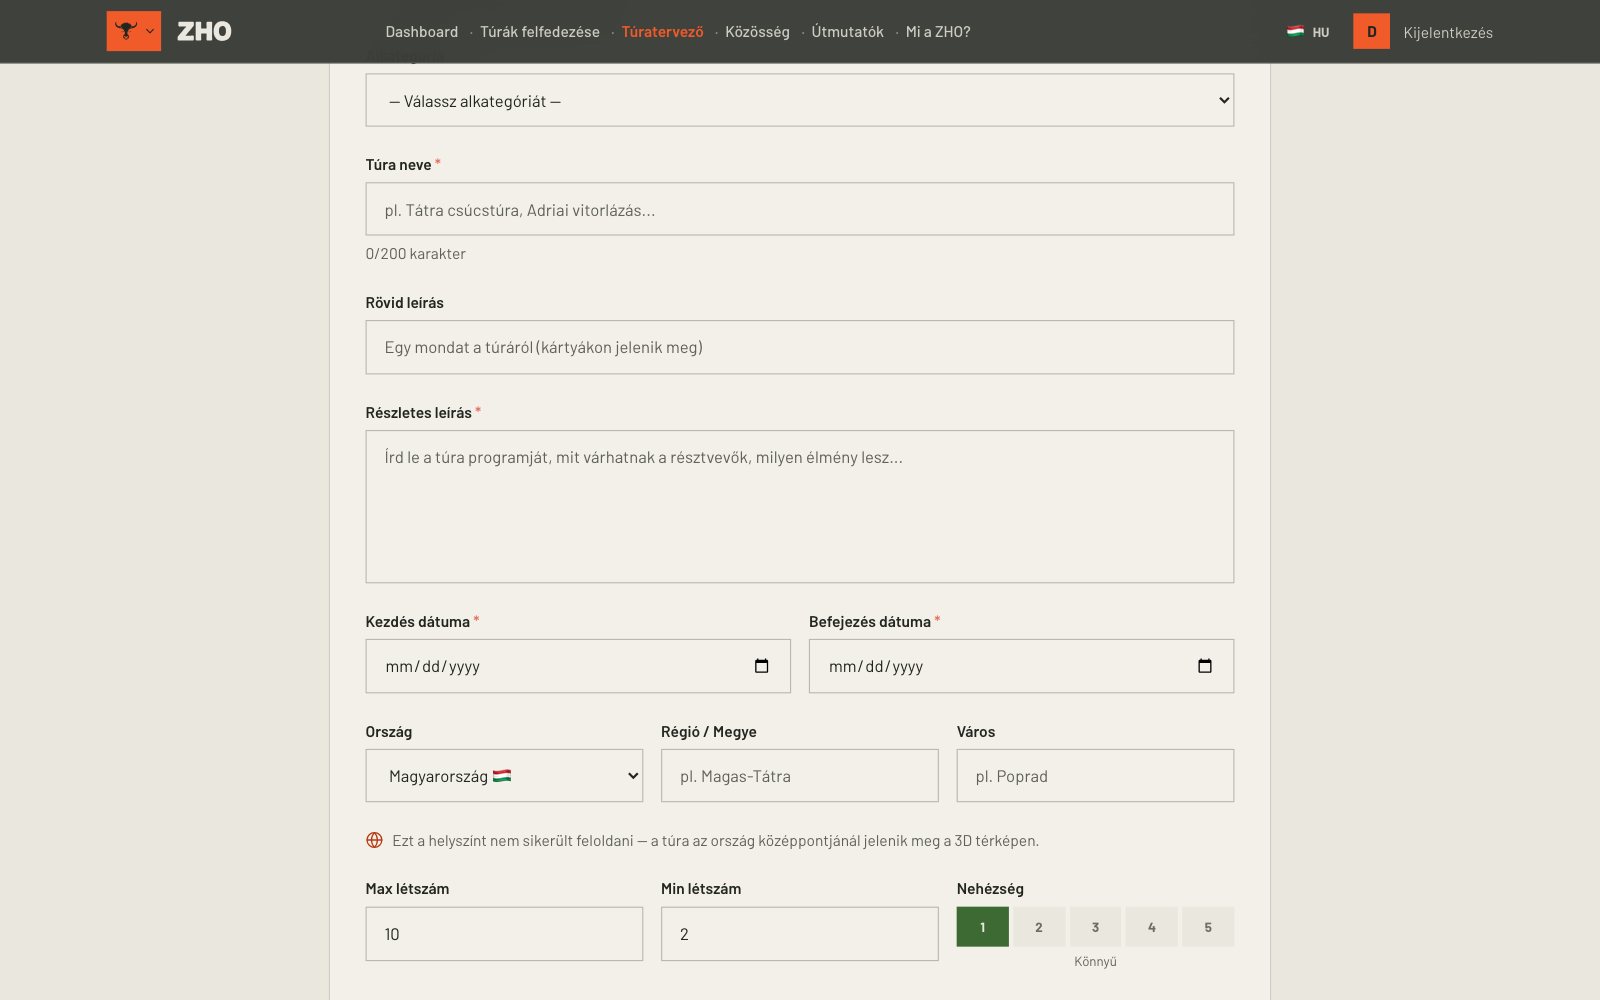 ZHO
Dashboard · Túrák felfedezése · Túratervező · Közösség · Útmutatók · Mi a ZHO?
HU
D
Kijelentkezés
— Válassz alkategóriát —
Túra neve *
pl. Tátra csúcstúra, Adriai vitorlázás...
0/200 karakter
Rövid leírás
Egy mondat a túráról (kártyákon jelenik meg)
Részletes leírás *
Írd le a túra programját, mit várhatnak a résztvevők, milyen élmény lesz...
Kezdés dátuma * Befejezés dátuma *
mm/dd/yyyy mm/dd/yyyy
Ország Régió / Megye Város
Magyarország pl. Magas-Tátra pl. Poprad
Ezt a helyszínt nem sikerült feloldani — a túra az ország középpontjánál jelenik meg a 3D térképen.
Max létszám Min létszám Nehézség
10 2 1 2 3 4 5
Könnyű